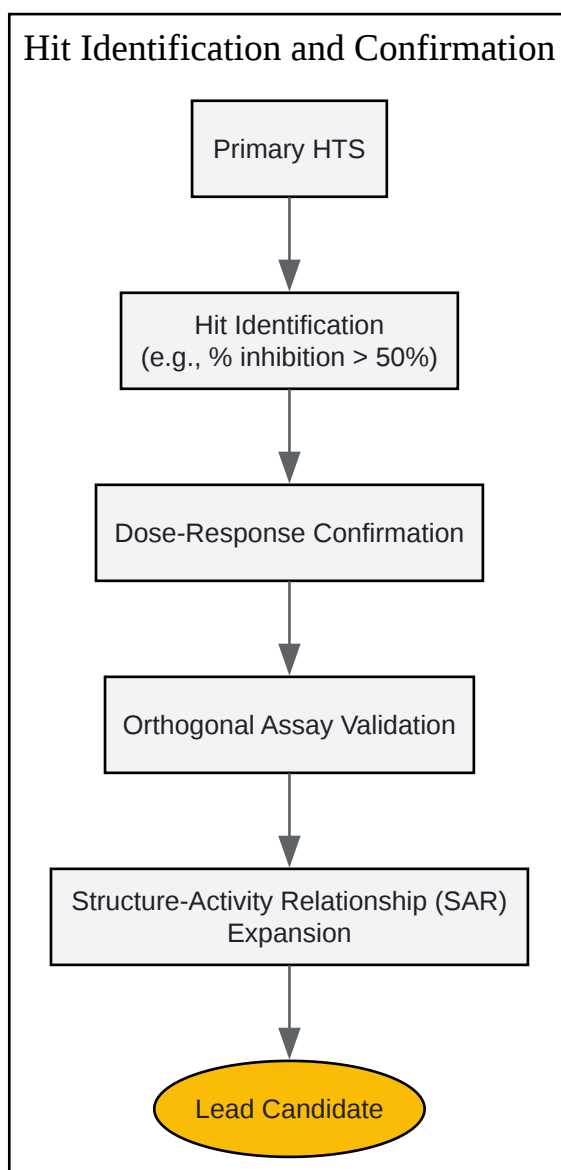 Hit Identification and Confirmation
Primary HTS
Hit Identification
(e.g., % inhibition > 50%)
Dose-Response Confirmation
Orthogonal Assay Validation
Structure-Activity Relationship (SAR)
Expansion
Lead Candidate